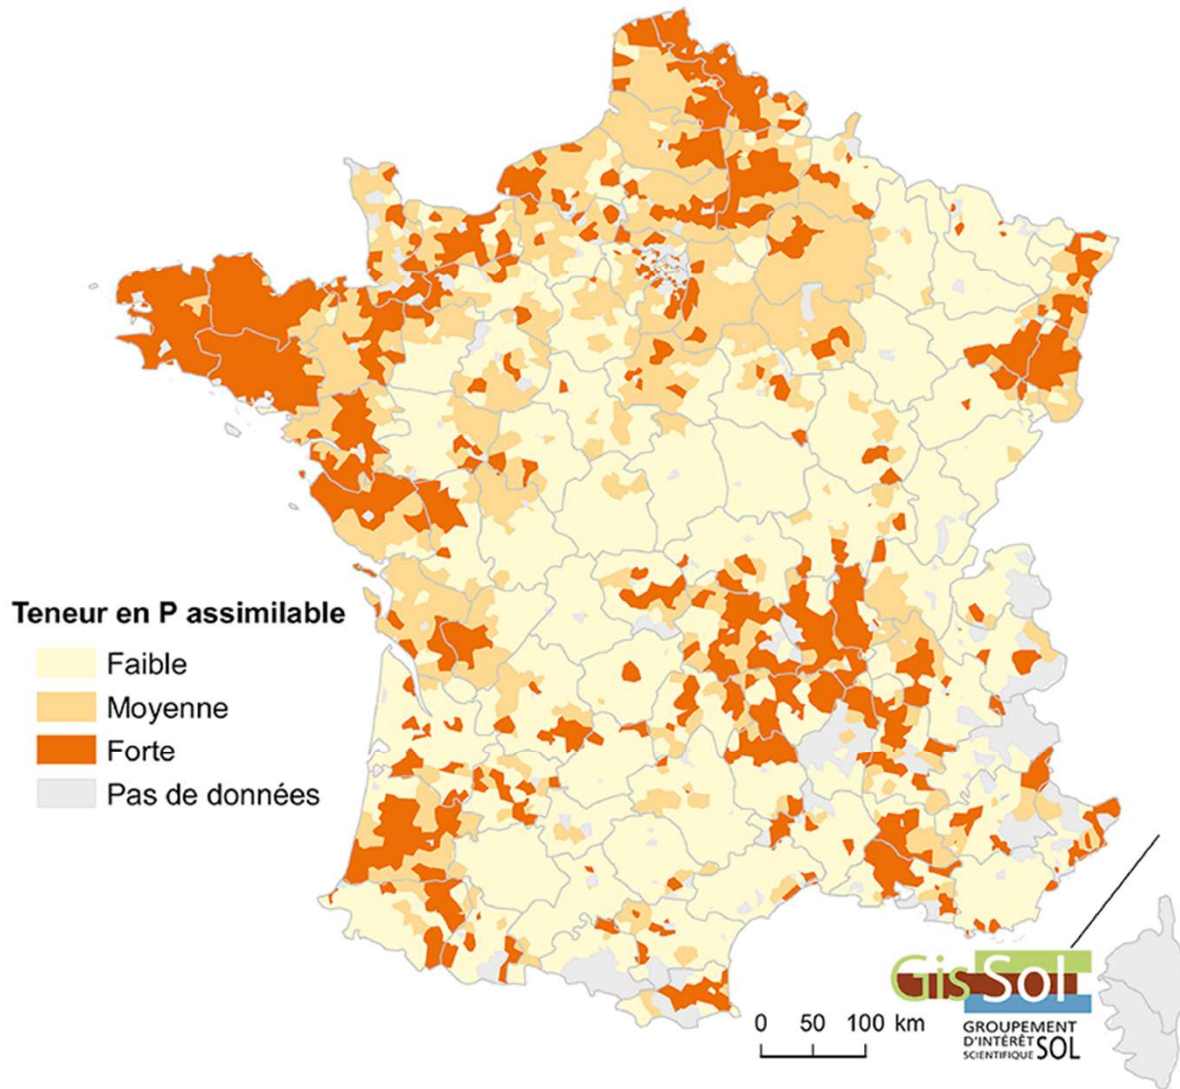 Teneur en P assimilable
Faible
Moyenne
Forte
Pas de données
0 50 100 km
Gis Sol
GROUPEMENT
D'INTÉRÊT
SCIENTIFIQUE SOL